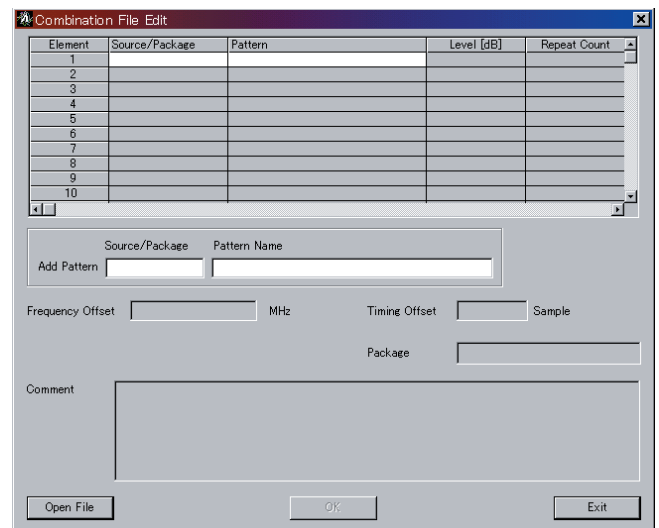 Combination File Edit
Element Source/Package Pattern Level [dB] Repeat Count
1
2
3
4
5
6
7
8
9
10
Source/Package Pattern Name
Add Pattern
Frequency Offset MHz Timing Offset Sample
Package
Comment
Open File OK Exit